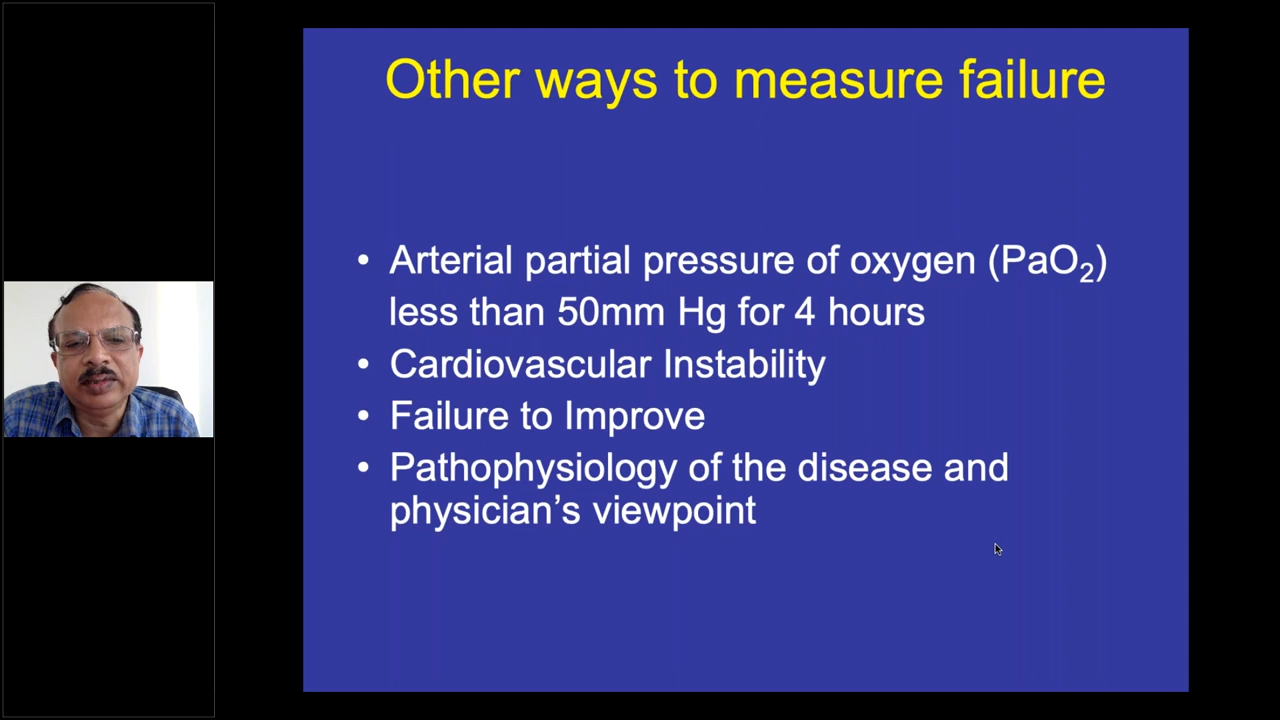 Other ways to measure failure
• Arterial partial pressure of oxygen (PaO₂)
less than 50mm Hg for 4 hours
• Cardiovascular Instability
• Failure to Improve
• Pathophysiology of the disease and
physician’s viewpoint